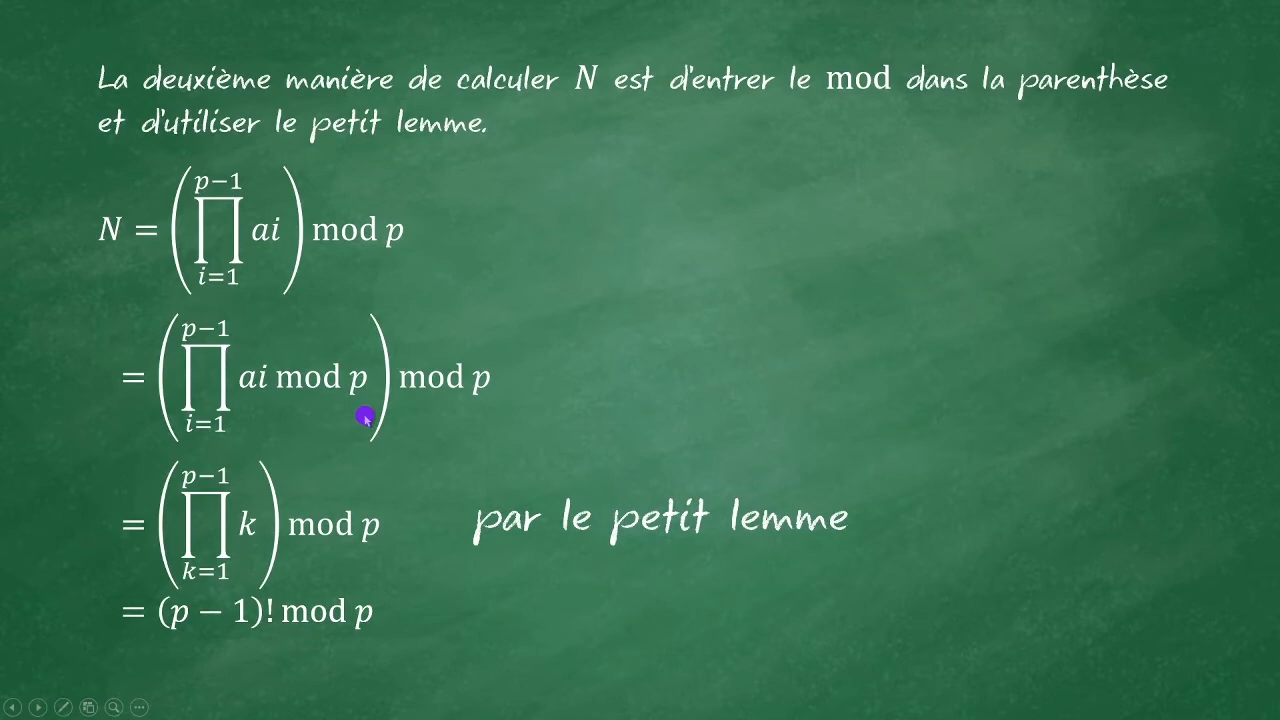 La deuxième manière de calculer N est d'entrer le mod dans la parenthèse
et d'utiliser le petit lemme.
N = (∏_{i=1}^{p−1} ai) mod p
= (∏_{i=1}^{p−1} ai mod p) mod p
= (∏_{k=1}^{p−1} k) mod p par le petit lemme
= (p − 1)! mod p